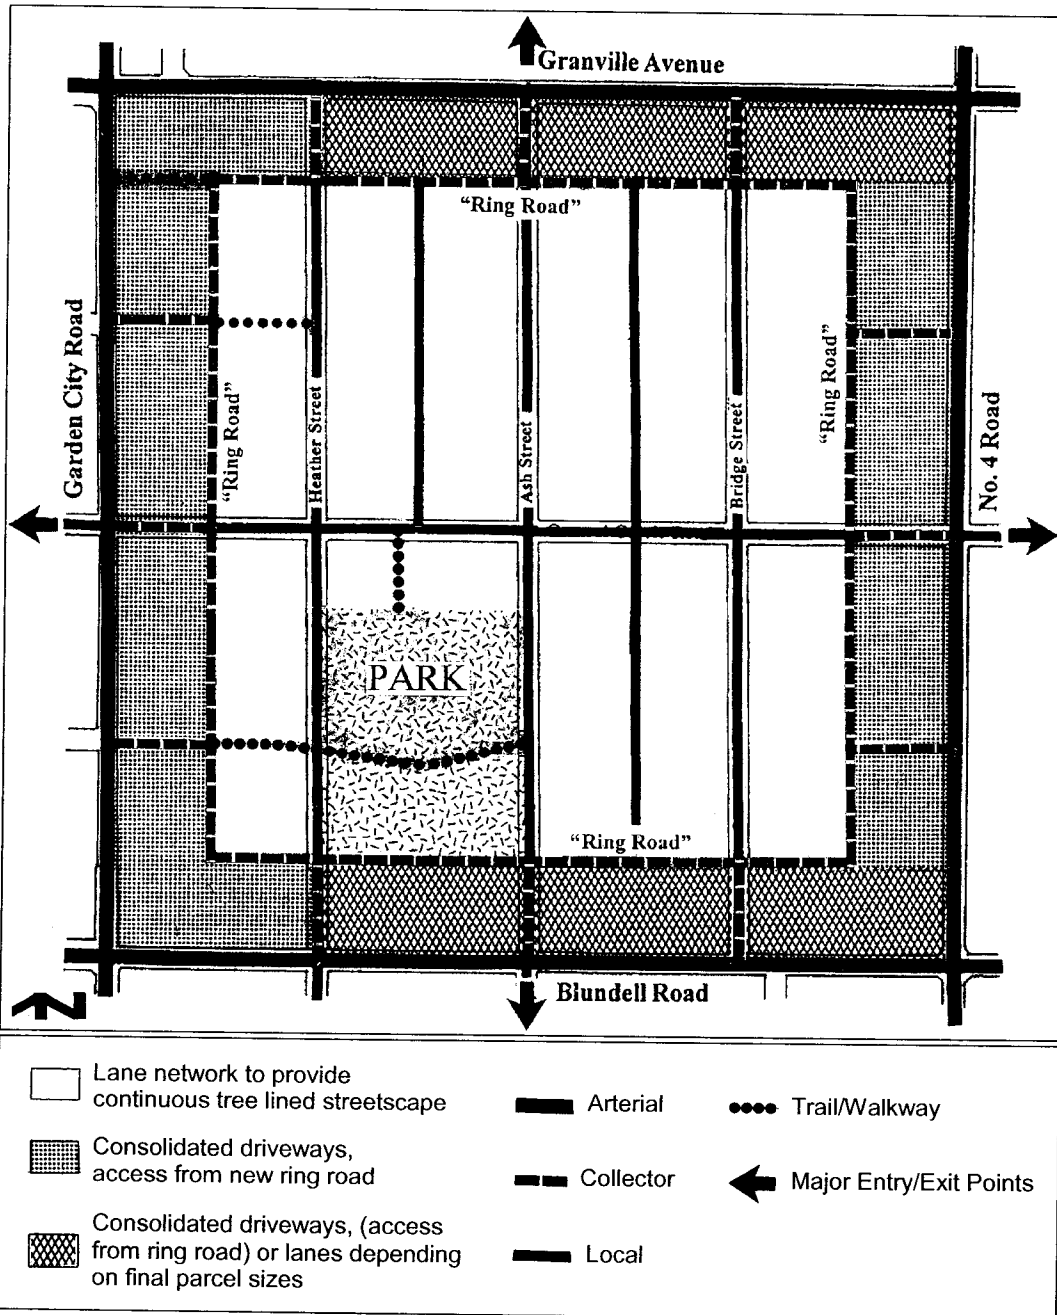 Granville Avenue
"Ring Road"
Garden City Road
"Ring Road"
Heather Street
Ash Street
Bridge Street
"Ring Road"
No. 4 Road
PARK
"Ring Road"
Blundell Road
N
Lane network to provide
continuous tree lined streetscape
Consolidated driveways,
access from new ring road
Consolidated driveways, (access
from ring road) or lanes depending
on final parcel sizes
Arterial
Collector
Local
Trail/Walkway
Major Entry/Exit Points